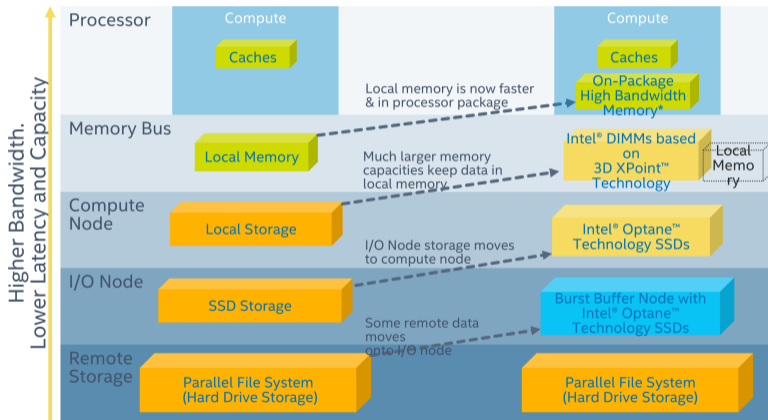 Higher Bandwidth.
Lower Latency and Capacity
Processor
Compute
Caches
Compute
Caches
On-Package
High Bandwidth
Memory*
Local memory is now faster
& in processor package
Memory Bus
Local Memory
Much larger memory
capacities keep data in
local memory
Intel® DIMMs based
on
3D XPoint™
Technology
Local
Memo
ry
Compute
Node
Local Storage
I/O Node storage moves
to compute node
Intel® Optane™
Technology SSDs
I/O Node
SSD Storage
Some remote data
moves
onto I/O node
Burst Buffer Node with
Intel® Optane™
Technology SSDs
Remote
Storage
Parallel File System
(Hard Drive Storage)
Parallel File System
(Hard Drive Storage)